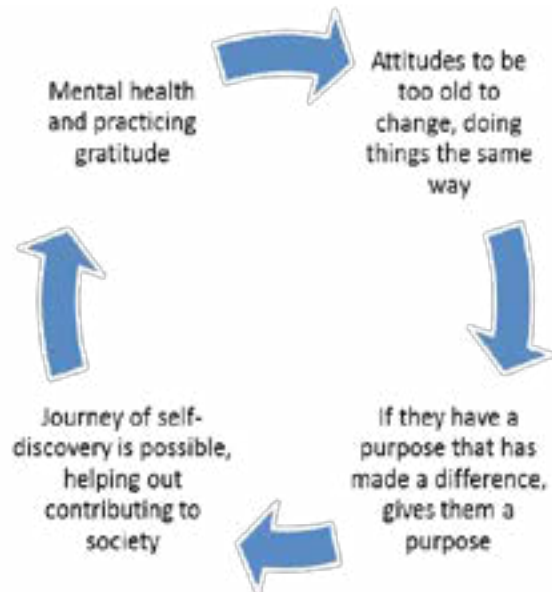 Mental health
and practicing
gratitude
Attitudes to be
too old to
change, doing
things the same
way
If they have a
purpose that has
made a difference,
gives them a
purpose
Journey of self-
discovery is possible,
helping out
contributing to
society